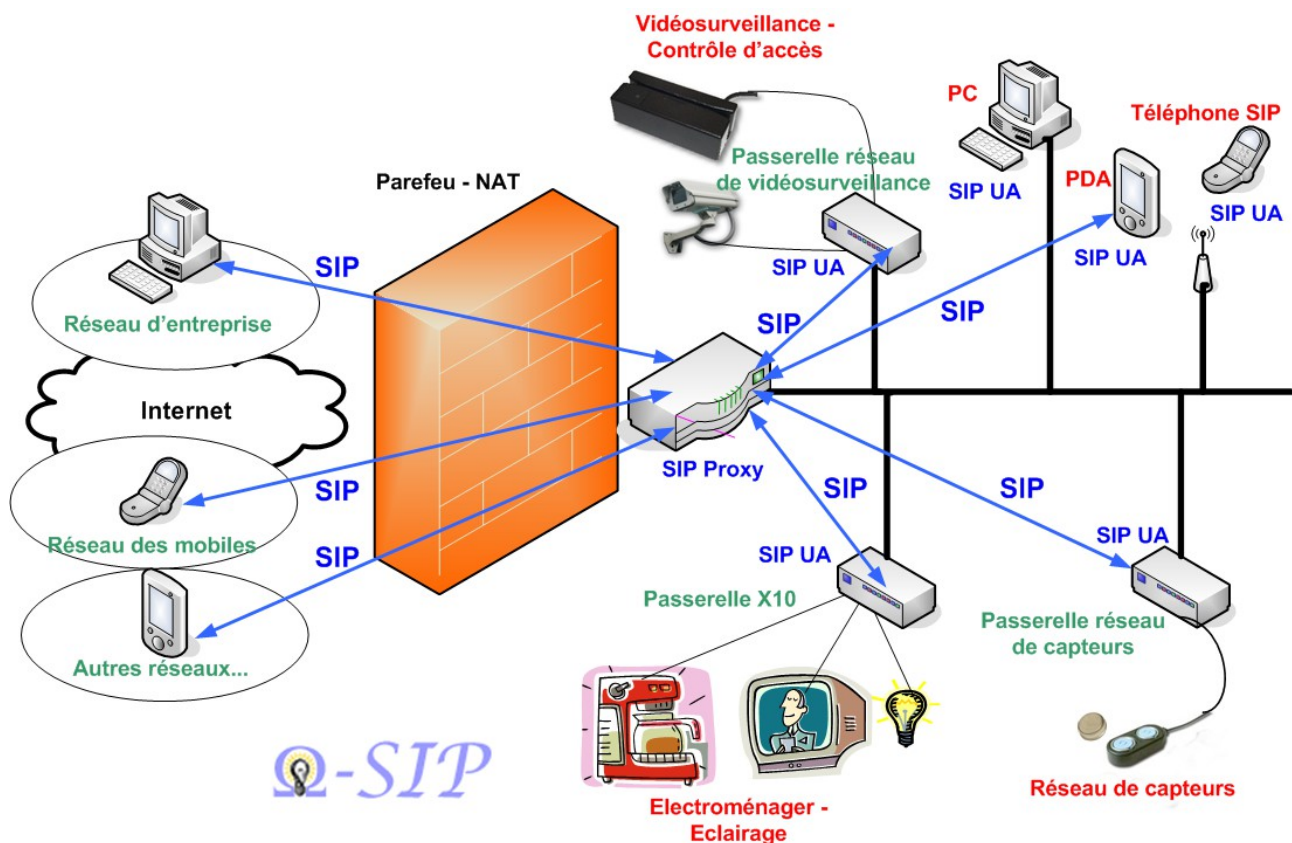 Vidéosurveillance -
Contrôle d'accès
PC
Téléphone SIP
Passerelle réseau
de vidéosurveillance
Parefeu - NAT
PDA
SIP UA
SIP UA
SIP UA
SIP UA
SIP
SIP
SIP
Réseau d'entreprise
Internet
SIP Proxy
SIP
SIP
SIP
Réseau des mobiles
SIP
SIP UA
SIP UA
Passerelle X10
Passerelle réseau
de capteurs
Autres réseaux...
Ω-SIP
Réseau de capteurs
Electroménager -
Eclairage